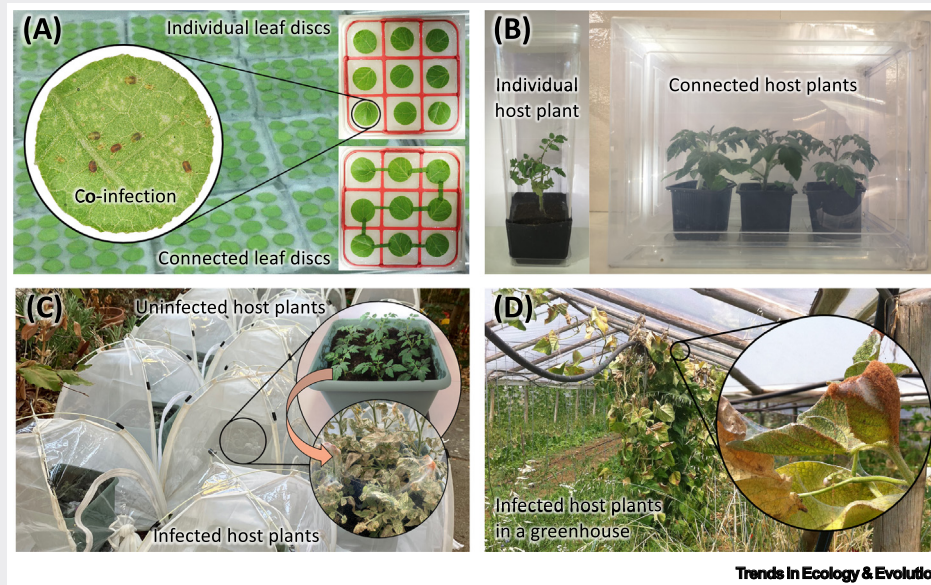 (A)
Individual leaf discs
Co-infection
Connected leaf discs
(B)
Individual
host plant
Connected host plants
(C)
Uninfected host plants
Infected host plants
(D)
Infected host plants
in a greenhouse
Trends in Ecology & Evolutio